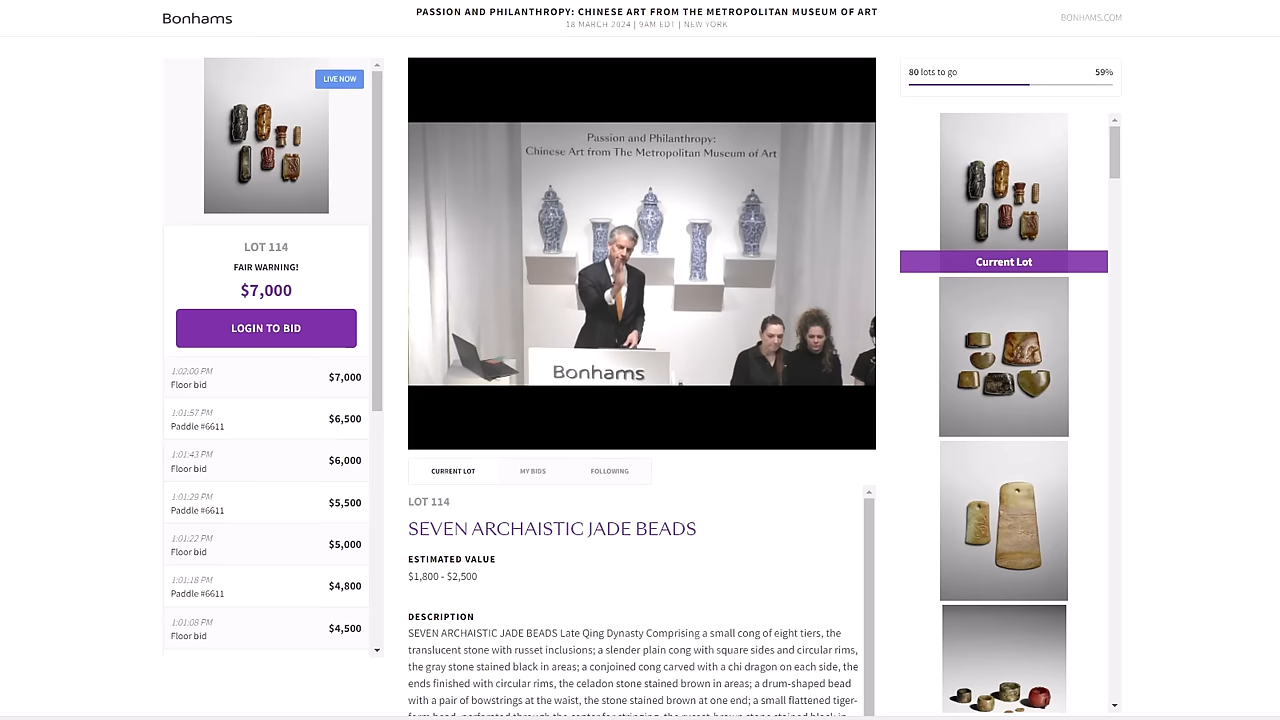 Bonhams
PASSION AND PHILANTHROPY: CHINESE ART FROM THE METROPOLITAN MUSEUM OF ART
18 MARCH 2024 | 9AM EDT | NEW YORK
BONHAMS.COM
LIVE NOW
LOT 114
FAIR WARNING!
$7,000
LOGIN TO BID
1:02:00 PM
Floor bid
$7,000
1:01:57 PM
Paddle #6611
$6,500
1:01:43 PM
Floor bid
$6,000
1:01:29 PM
Paddle #6611
$5,500
1:01:22 PM
Floor bid
$5,000
1:01:18 PM
Paddle #6611
$4,800
1:01:08 PM
Floor bid
$4,500
Passion and Philanthropy:
Chinese Art from The Metropolitan Museum of Art
Bonhams
CURRENT LOT
MY BIDS
FOLLOWING
LOT 114
SEVEN ARCHAISTIC JADE BEADS
ESTIMATED VALUE
$1,800 - $2,500
DESCRIPTION
SEVEN ARCHAISTIC JADE BEADS Late Qing Dynasty Comprising a small cong of eight tiers, the
translucent stone with russet inclusions; a slender plain cong with square sides and circular rims,
the gray stone stained black in areas; a conjoined cong carved with a chi dragon on each side, the
ends finished with circular rims, the celadon stone stained brown in areas; a drum-shaped bead
with a pair of bowstrings at the waist, the stone stained brown at one end; a small flattened tiger-
80 lots to go
59%
Current Lot